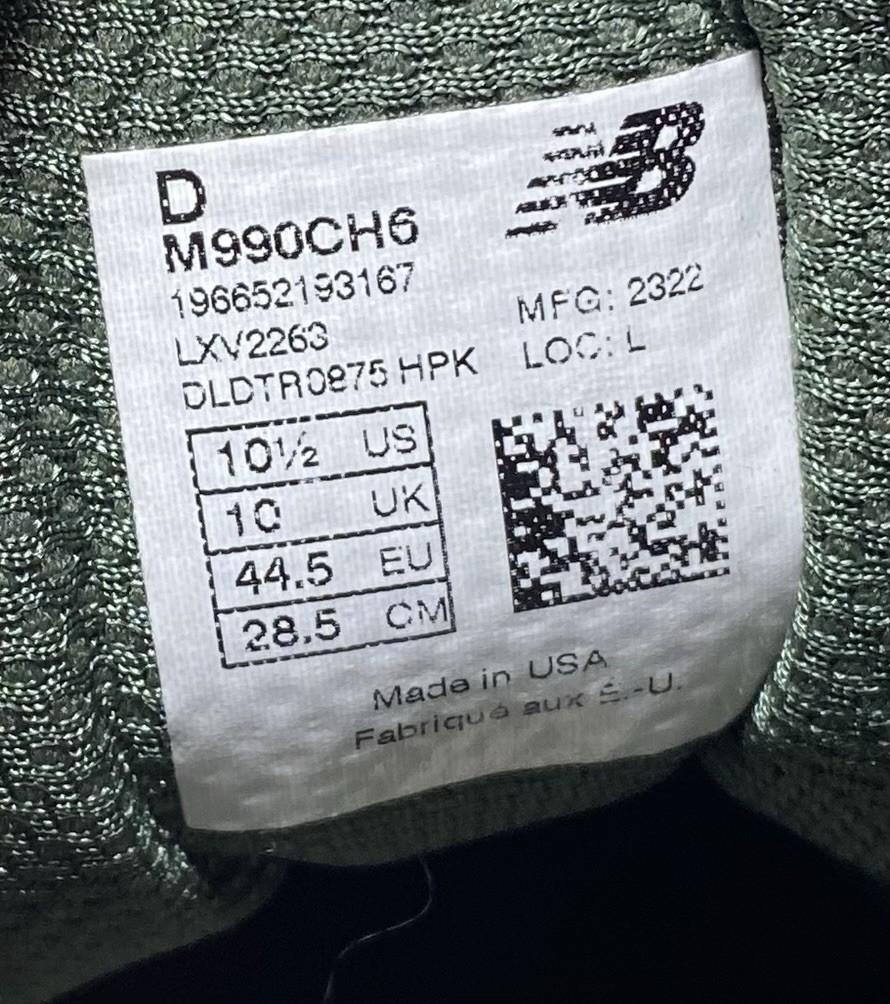 D
M990CH6
196652193167
LXV2263
DLDTR0875 HPK
NB
MFG: 2322
LOC: L
10½ US
10 UK
44.5 EU
28.5 CM
Made in USA
Fabriqué aux É.-U.